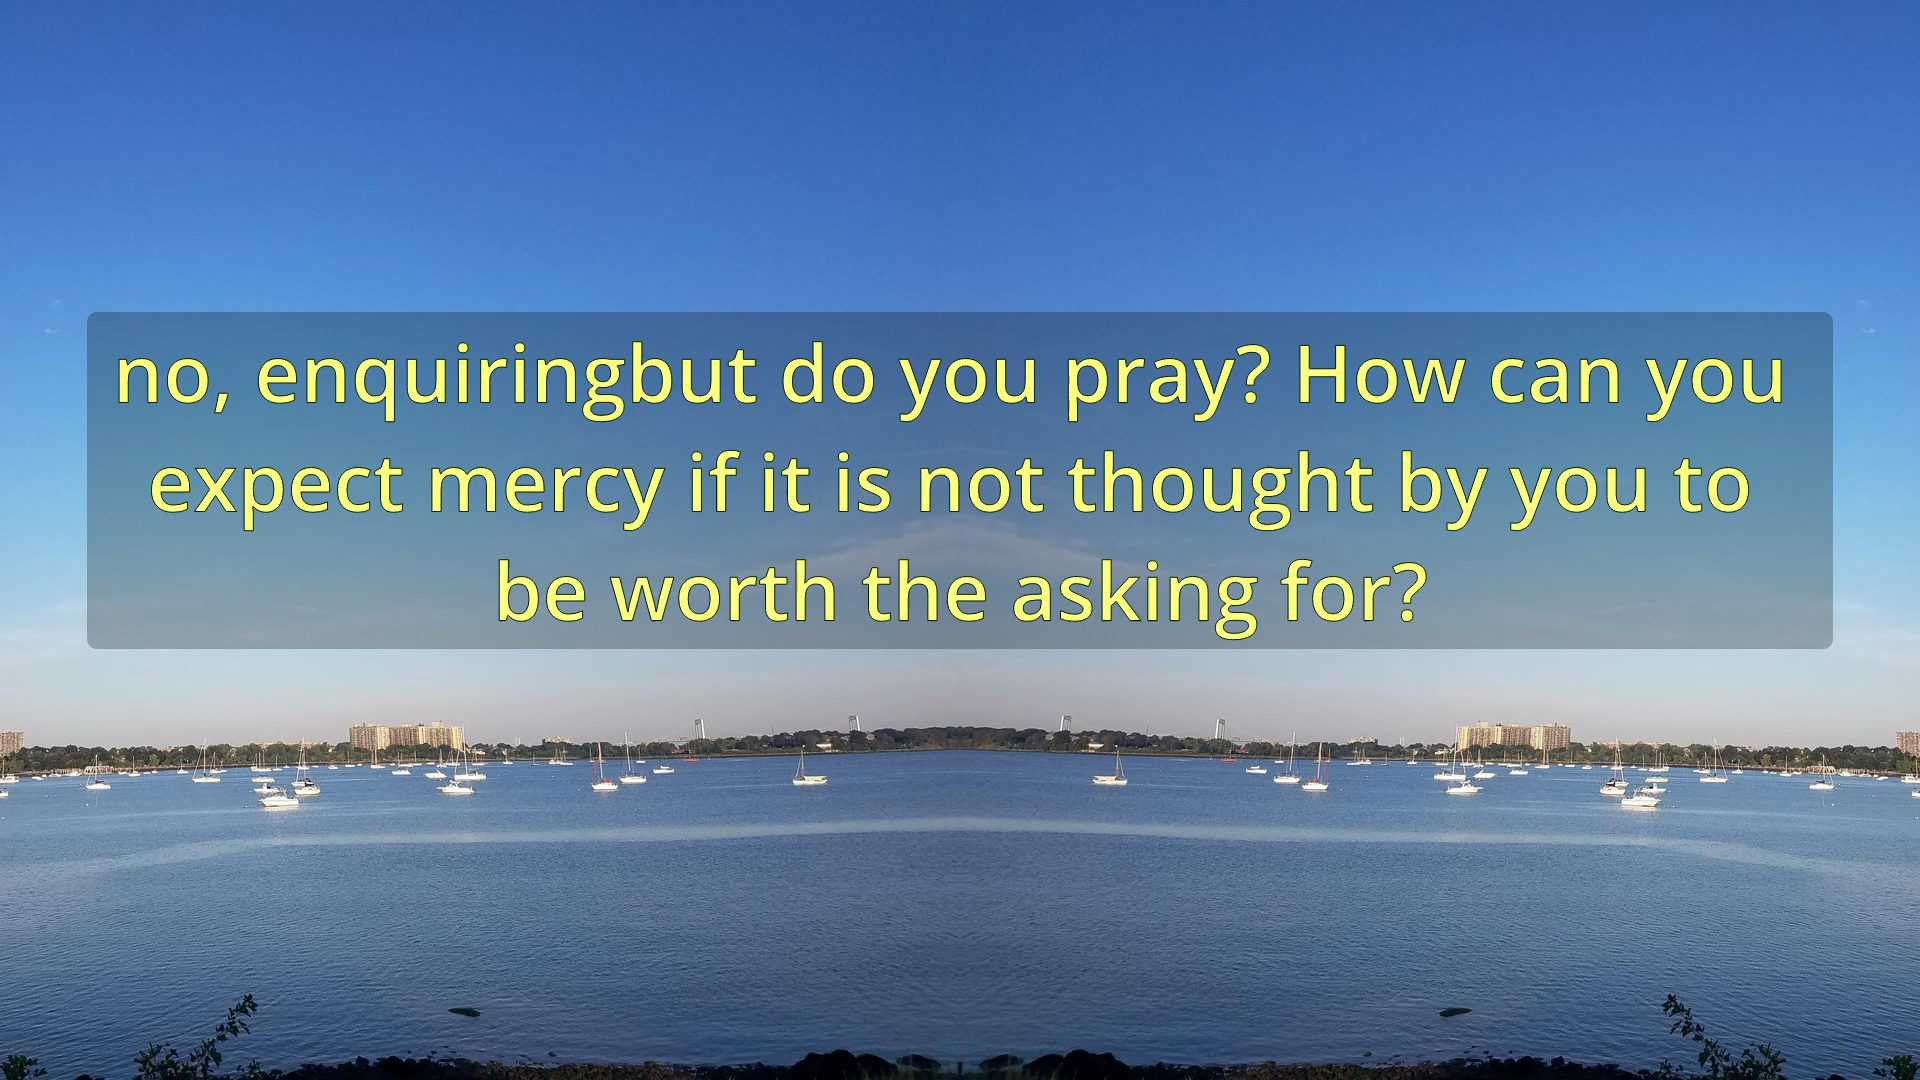 no, enquiringbut do you pray? How can you
expect mercy if it is not thought by you to
be worth the asking for?